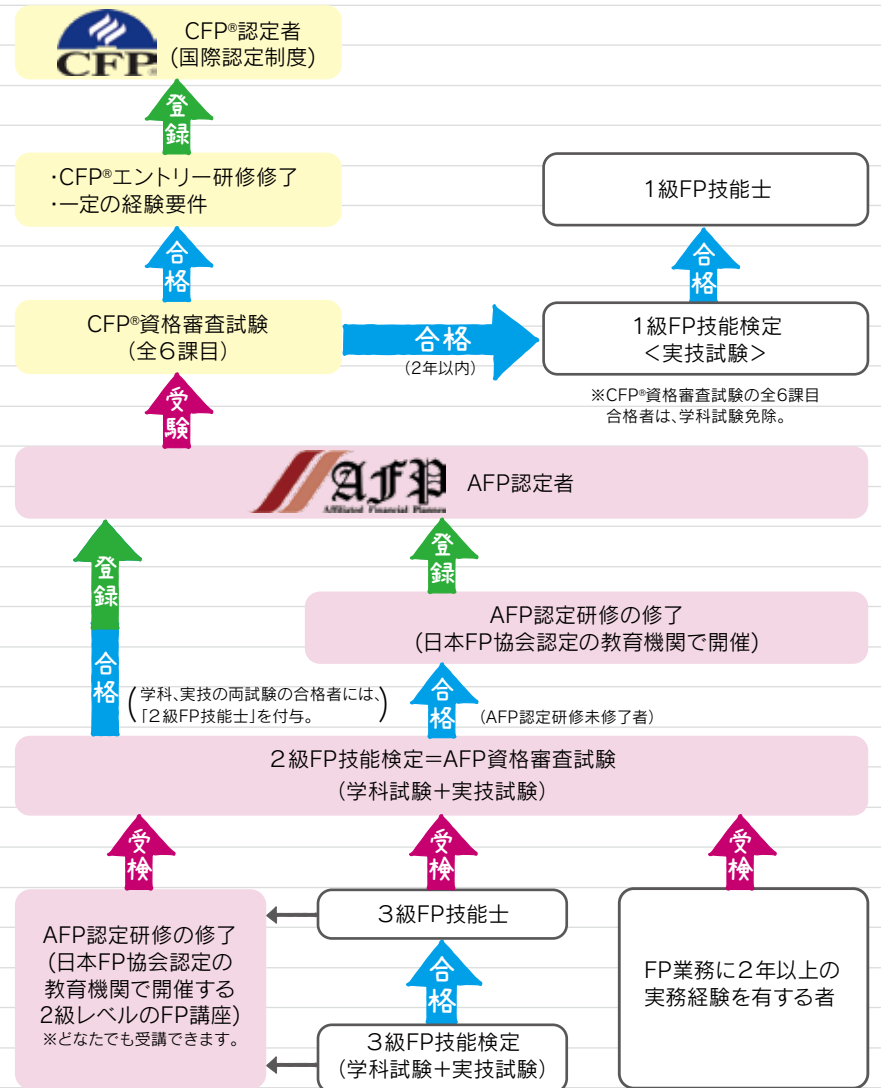 CFP®
CFP®認定者
(国際認定制度)
登録
・CFP®エントリー研修修了
・一定の経験要件
1級FP技能士
合格
合格
CFP®資格審査試験
(全6課目)
合格
(2年以内)
1級FP技能検定
<実技試験>
※CFP®資格審査試験の全6課目
合格者は、学科試験免除。
受験
AFP
Affiliated Financial Planner
AFP認定者
登録
登録
AFP認定研修の修了
(日本FP協会認定の教育機関で開催)
合格
(学科、実技の両試験の合格者には、
「2級FP技能士」を付与。)
合格
(AFP認定研修未修了者)
2級FP技能検定=AFP資格審査試験
(学科試験+実技試験)
受検
受検
受検
AFP認定研修の修了
(日本FP協会認定の
教育機関で開催する
2級レベルのFP講座)
※どなたでも受講できます。
3級FP技能士
合格
3級FP技能検定
(学科試験+実技試験)
FP業務に2年以上の
実務経験を有する者